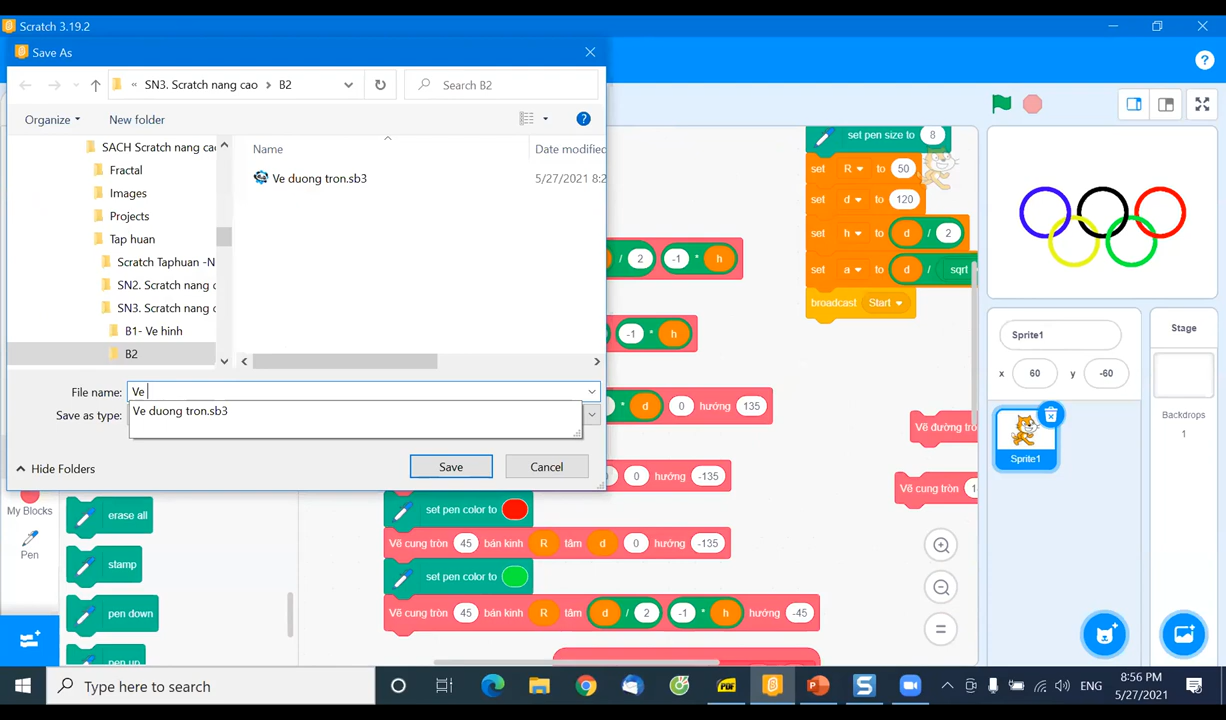 Scratch 3.19.2
Save As
« SN3. Scratch nang cao › B2
Search B2
Organize
New folder
SACH Scratch nang ca
Fractal
Images
Projects
Tap huan
Scratch Taphuan -N
SN2. Scratch nang c
SN3. Scratch nang c
B1- Ve hinh
B2
Name
Date modified
Ve duong tron.sb3
5/27/2021 8:2
File name:
Ve
Save as type:
Ve duong tron.sb3
Hide Folders
Save
Cancel
set pen size to 8
set R to 50
set d to 120
set h to d / 2
set a to d / sqrt
broadcast Start
/ 2 -1 * h
-1 * h
* d 0 hướng 135
0 hướng -135
set pen color to
Vẽ cung tròn 45 bán kinh R tâm d 0 hướng -135
set pen color to
Vẽ cung tròn 45 bán kinh R tâm d / 2 -1 * h hướng -45
Vẽ đường trò
Vẽ cung tròn
My Blocks
Pen
erase all
stamp
pen down
pen up
Sprite1
x 60 y -60
Sprite1
Stage
Backdrops
1
Type here to search
PDF
ENG
8:56 PM
5/27/2021